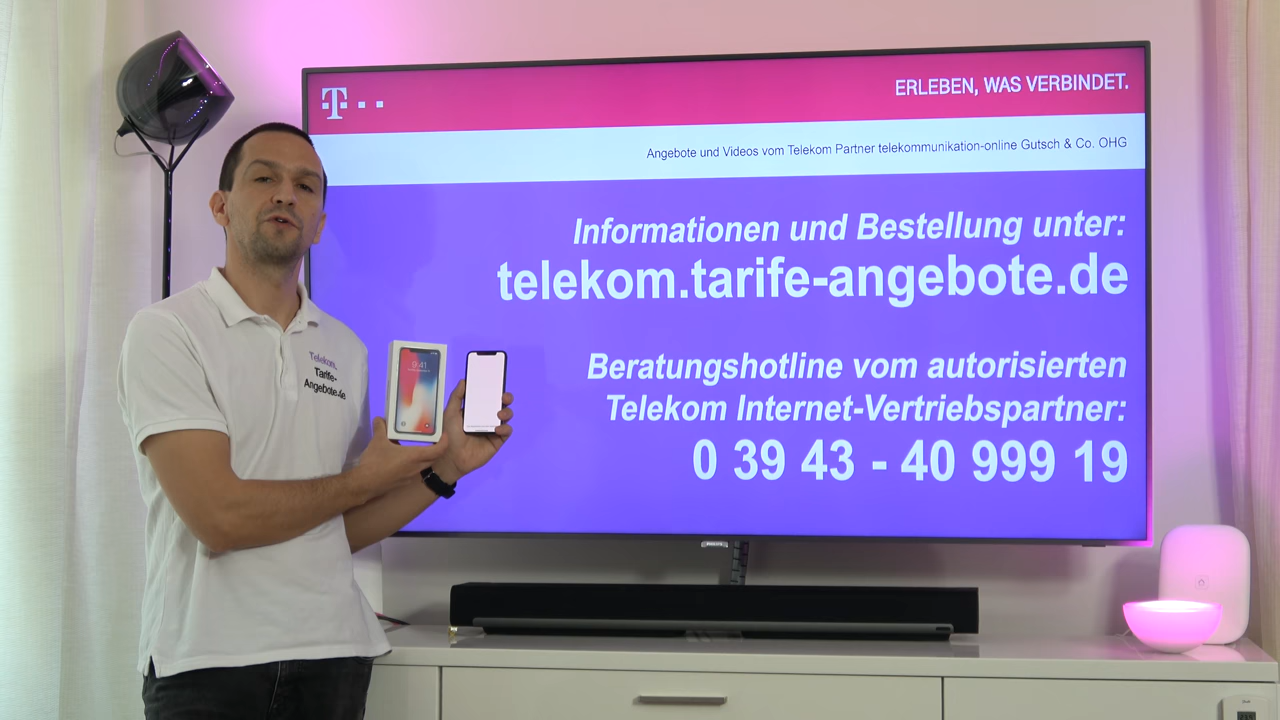 T
ERLEBEN, WAS VERBINDET.
Angebote und Videos vom Telekom Partner telekommunikation-online Gutsch & Co. OHG
Informationen und Bestellung unter:
telekom.tarife-angebote.de
Beratungshotline vom autorisierten
Telekom Internet-Vertriebspartner:
0 39 43 - 40 999 19
Telekom.
Tarife-
Angebote.de
9:41
PHILIPS